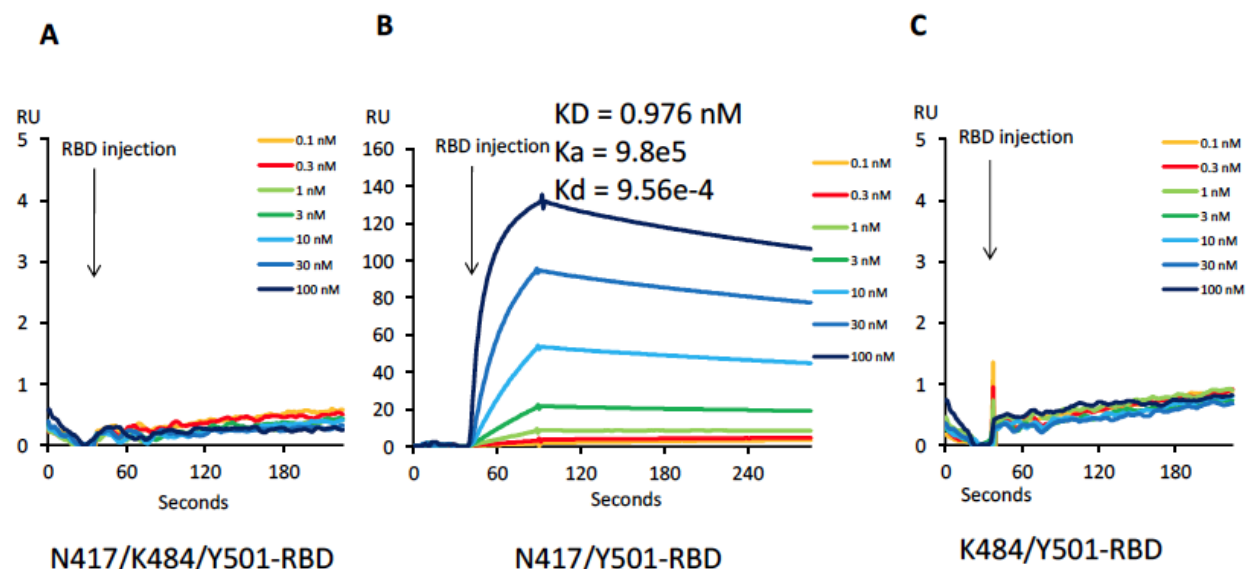 A
RU
5
4
3
2
1
0
RBD injection
0.1 nM
0.3 nM
1 nM
3 nM
10 nM
30 nM
100 nM
0 60 120 180
Seconds
N417/K484/Y501-RBD
B
RU
160
140
120
100
80
60
40
20
0
RBD injection
KD = 0.976 nM
Ka = 9.8e5
Kd = 9.56e-4
0.1 nM
0.3 nM
1 nM
3 nM
10 nM
30 nM
100 nM
0 60 120 180 240
Seconds
N417/Y501-RBD
C
RU
5
4
3
2
1
0
RBD injection
0.1 nM
0.3 nM
1 nM
3 nM
10 nM
30 nM
100 nM
0 60 120 180
Seconds
K484/Y501-RBD